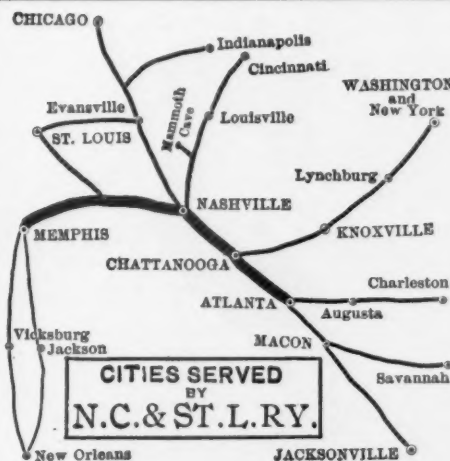 CHICAGO
Indianapolis
Cincinnati
WASHINGTON
and
New York
Evansville
Mammoth
Cave
Louisville
ST. LOUIS
Lynchburg
NASHVILLE
MEMPHIS
KNOXVILLE
CHATTANOOGA
ATLANTA
Charleston
Augusta
Vicksburg
Jackson
MACON
CITIES SERVED
BY
N.C. & ST. L. RY.
Savannah
New Orleans
JACKSONVILLE